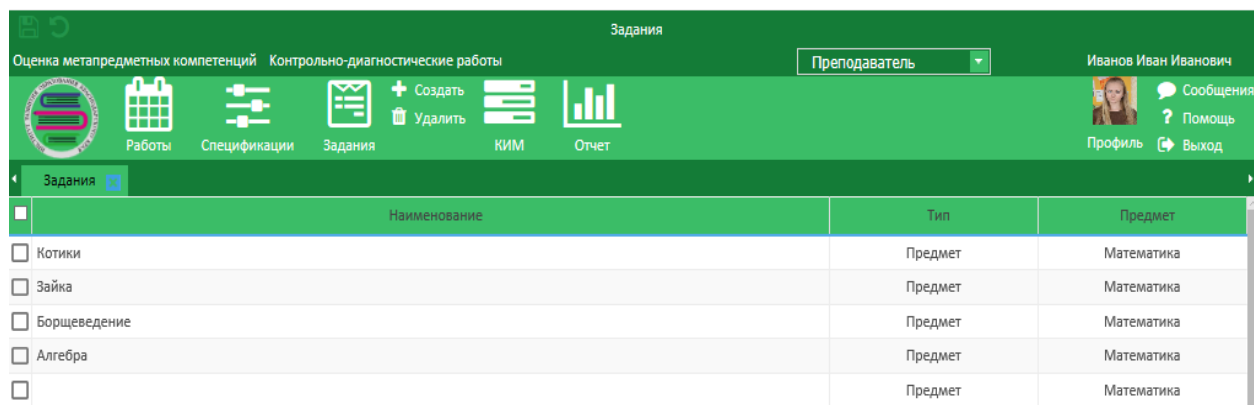 Задания
Оценка метапредметных компетенций Контрольно-диагностические работы Преподаватель Иванов Иван Иванович
Создать Сообщения
Удалить ? Помощь
Работы Спецификации Задания КИМ Отчет Профиль Выход
Задания
Наименование Тип Предмет
Котики Предмет Математика
Зайка Предмет Математика
Борщеведение Предмет Математика
Алгебра Предмет Математика
Предмет Математика